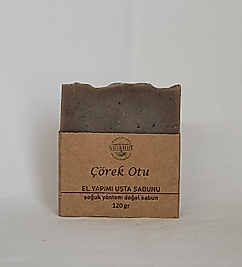 Çörek Otu
EL YAPIMI USTA SABUNU
soğuk yöntem doğal sabun
120 gr